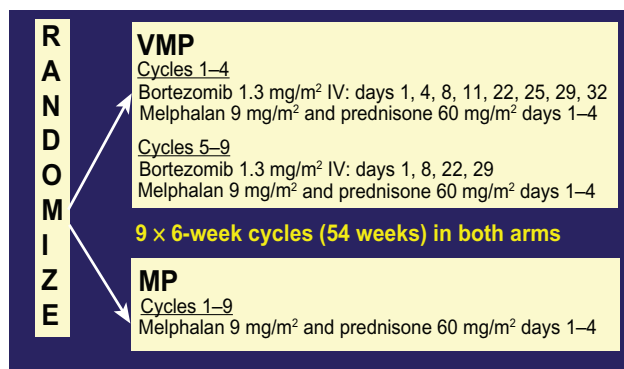 RANDOMIZE
VMP
Cycles 1–4
Bortezomib 1.3 mg/m² IV: days 1, 4, 8, 11, 22, 25, 29, 32
Melphalan 9 mg/m² and prednisone 60 mg/m² days 1–4
Cycles 5–9
Bortezomib 1.3 mg/m² IV: days 1, 8, 22, 29
Melphalan 9 mg/m² and prednisone 60 mg/m² days 1–4
9 × 6-week cycles (54 weeks) in both arms
MP
Cycles 1–9
Melphalan 9 mg/m² and prednisone 60 mg/m² days 1–4